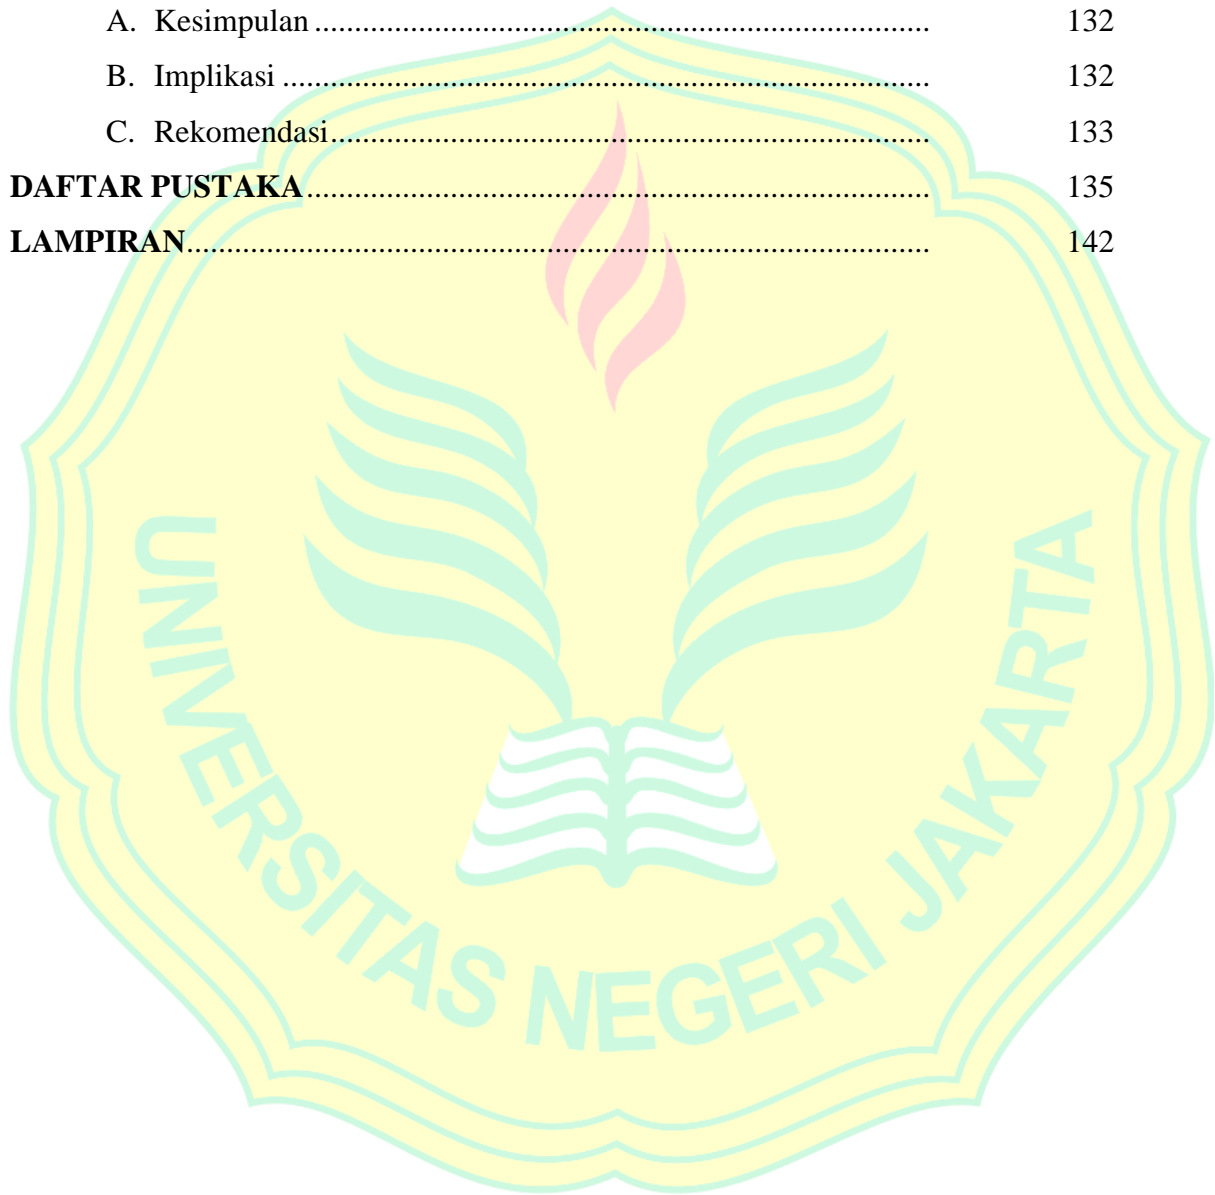 A. Kesimpulan ............................................................................. 132
B. Implikasi ................................................................................. 132
C. Rekomendasi........................................................................... 133
DAFTAR PUSTAKA.............................................................................. 135
LAMPIRAN............................................................................................. 142
UNIVERSITAS NEGERI JAKARTA